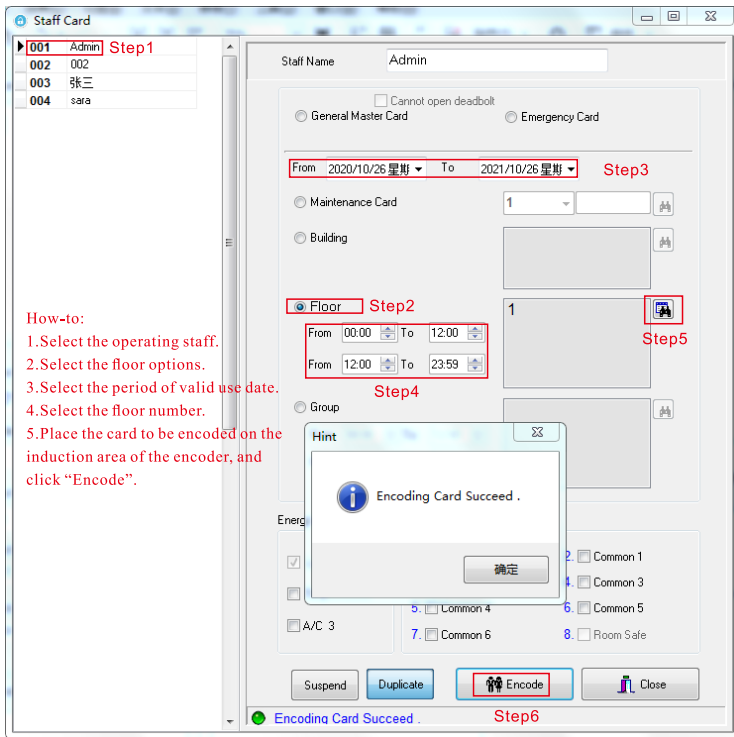 Staff Card
001 Admin Step1
002 002
003 张三
004 sara
Staff Name Admin
Cannot open deadbolt
General Master Card Emergency Card
From 2020/10/26 星期 To 2021/10/26 星期 Step3
Maintenance Card 1
Building
Floor Step2 1
From 00:00 To 12:00 Step5
From 12:00 To 23:59
Step4
How-to:
1.Select the operating staff.
2.Select the floor options.
3.Select the period of valid use date.
4.Select the floor number.
5.Place the card to be encoded on the
induction area of the encoder, and
click “Encode”.
Group
Hint
Encoding Card Succeed .
确定
2. Common 1
Common 3
5. Common 4 6. Common 5
A/C 3
7. Common 6 8. Room Safe
Suspend Duplicate Encode Close
Encoding Card Succeed . Step6